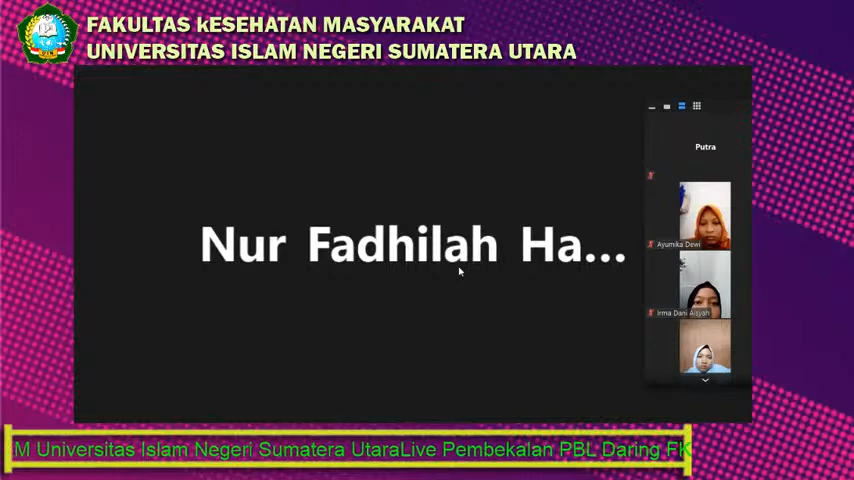 FAKULTAS kESEHATAN MASYARAKAT
UNIVERSITAS ISLAM NEGERI SUMATERA UTARA
Putra
Nur Fadhilah Ha...
Ayumika Dewi
Irma Dani Aisyah
M Universitas Islam Negeri Sumatera UtaraLive Pembekalan PBL Daring FK